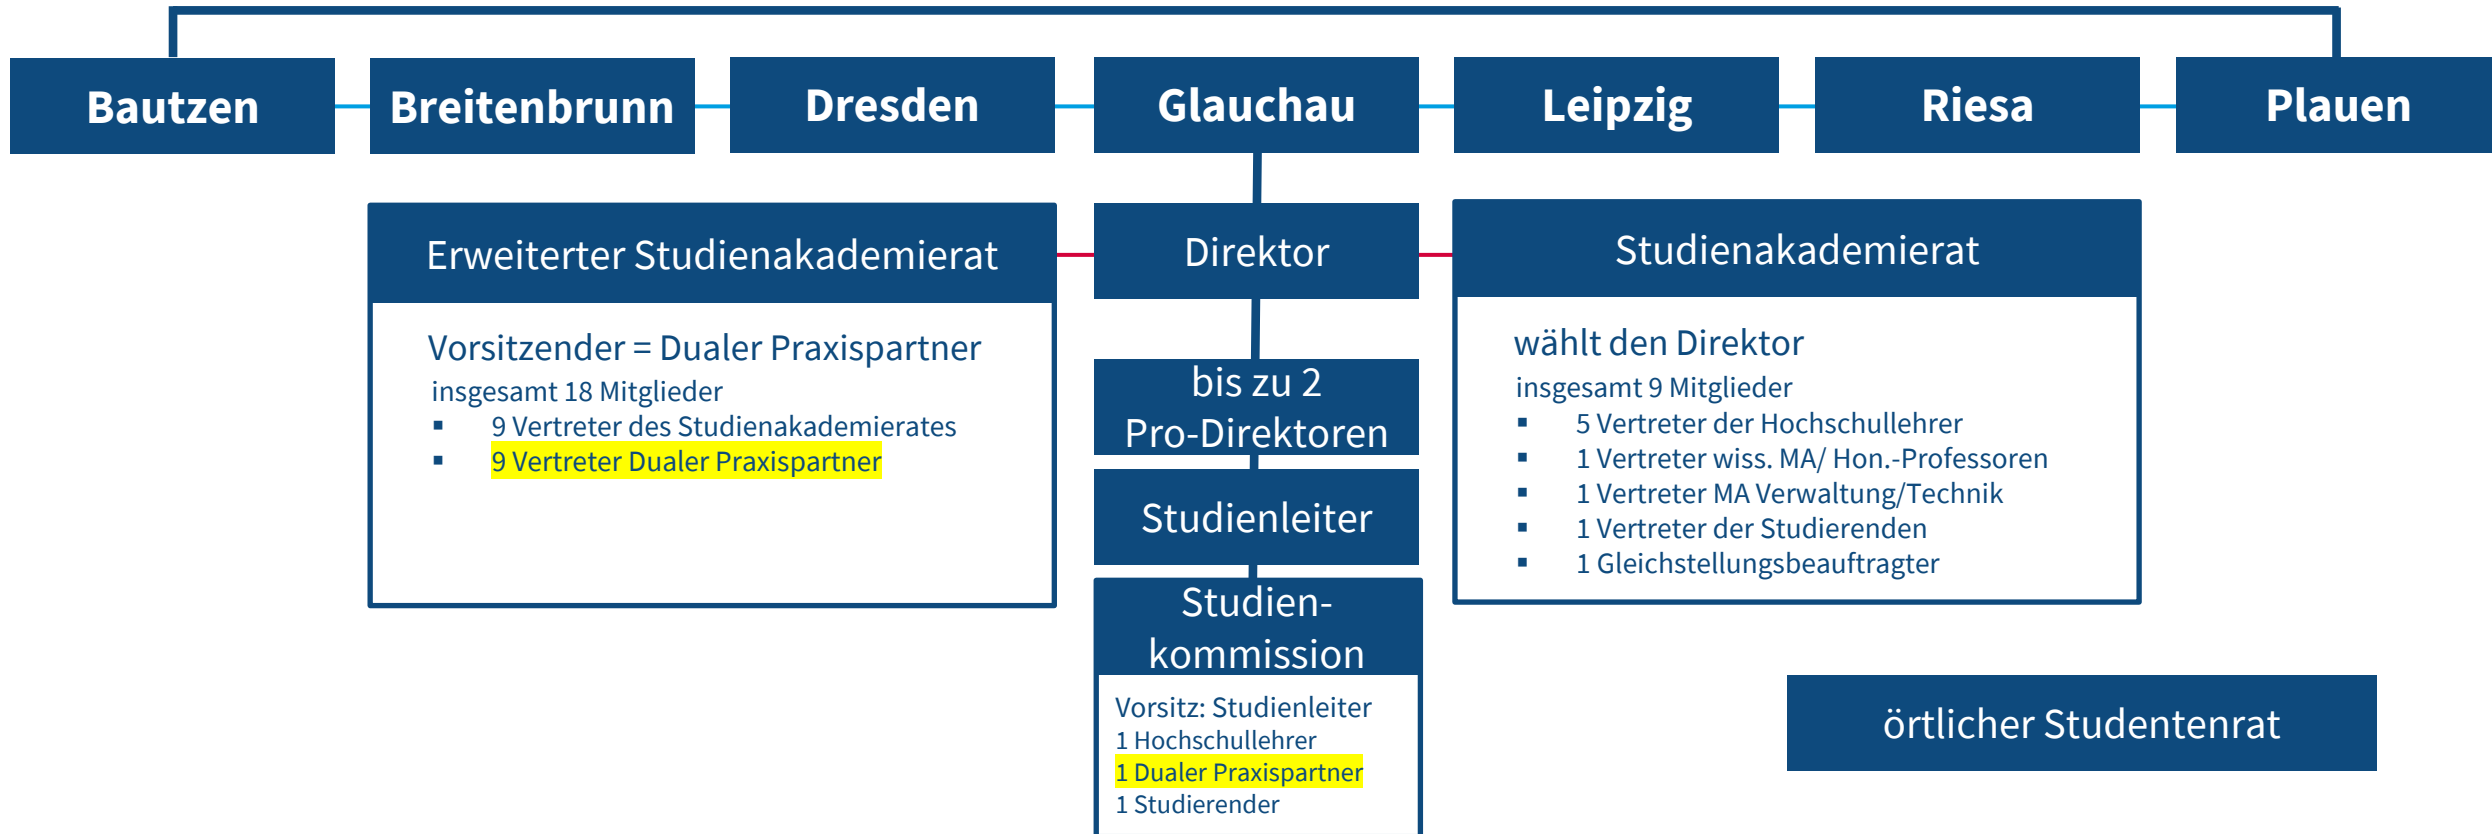 Bautzen
Breitenbrunn
Dresden
Glauchau
Leipzig
Riesa
Plauen
Erweiterter Studienakademierat
Vorsitzender = Dualer Praxispartner
insgesamt 18 Mitglieder
▪ 9 Vertreter des Studienakademierates
▪ 9 Vertreter Dualer Praxispartner
Direktor
bis zu 2
Pro-Direktoren
Studienleiter
Studien-
kommission
Vorsitz: Studienleiter
1 Hochschullehrer
1 Dualer Praxispartner
1 Studierender
Studienakademierat
wählt den Direktor
insgesamt 9 Mitglieder
▪ 5 Vertreter der Hochschullehrer
▪ 1 Vertreter wiss. MA/ Hon.-Professoren
▪ 1 Vertreter MA Verwaltung/Technik
▪ 1 Vertreter der Studierenden
▪ 1 Gleichstellungsbeauftragter
örtlicher Studentenrat